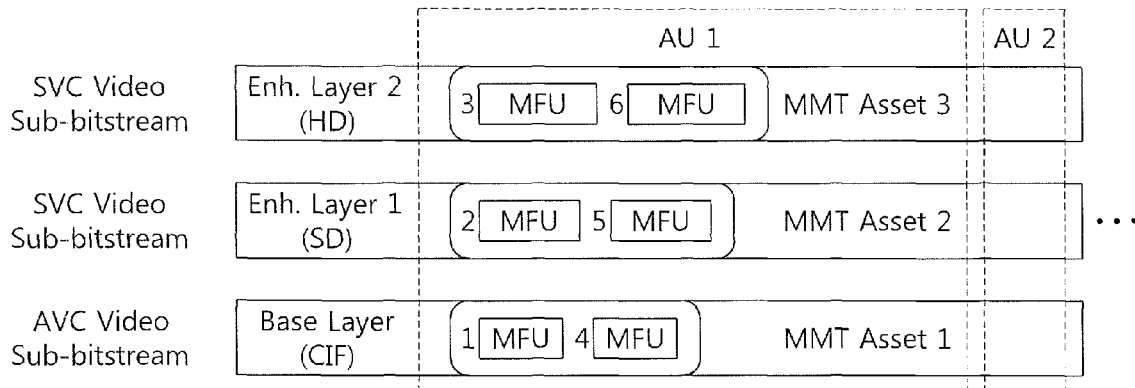 AU 1
AU 2
SVC Video
Sub-bitstream
Enh. Layer 2
(HD)
3 MFU 6 MFU
MMT Asset 3
SVC Video
Sub-bitstream
Enh. Layer 1
(SD)
2 MFU 5 MFU
MMT Asset 2
• • •
AVC Video
Sub-bitstream
Base Layer
(CIF)
1 MFU 4 MFU
MMT Asset 1